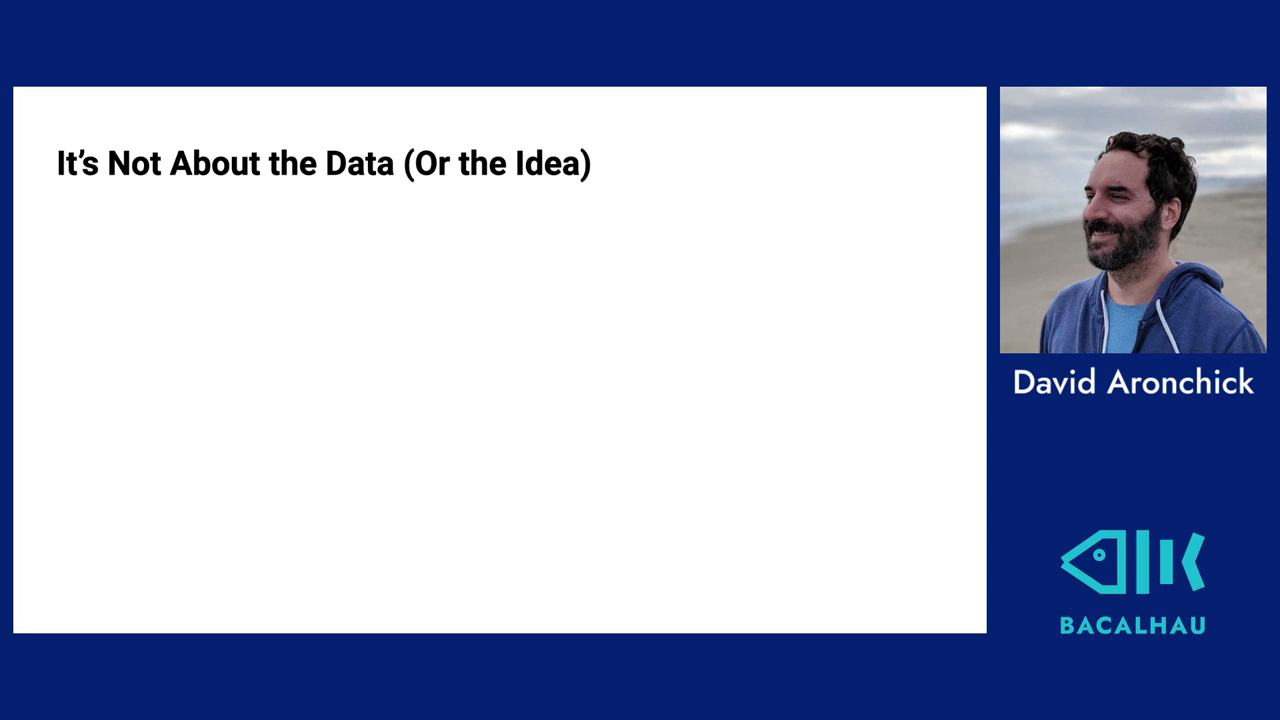 It’s Not About the Data (Or the Idea)
David Aronchick
BACALHAU